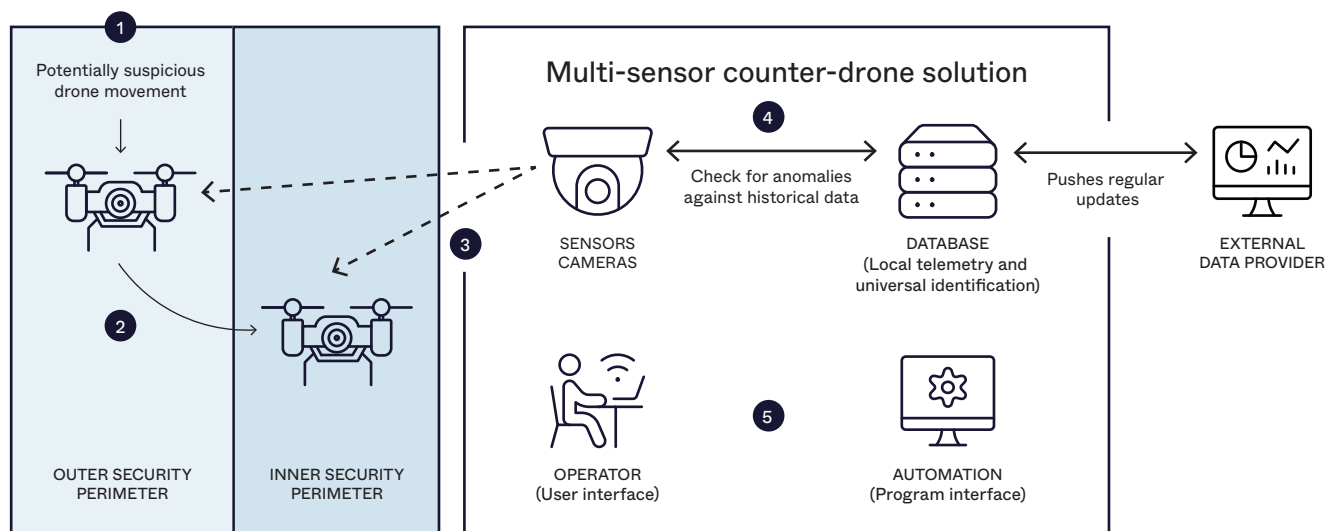 1
Potentially suspicious
drone movement
2
OUTER SECURITY
PERIMETER
INNER SECURITY
PERIMETER
3
Multi-sensor counter-drone solution
4
SENSORS
CAMERAS
Check for anomalies
against historical data
DATABASE
(Local telemetry and
universal identification)
Pushes regular
updates
EXTERNAL
DATA PROVIDER
5
OPERATOR
(User interface)
AUTOMATION
(Program interface)